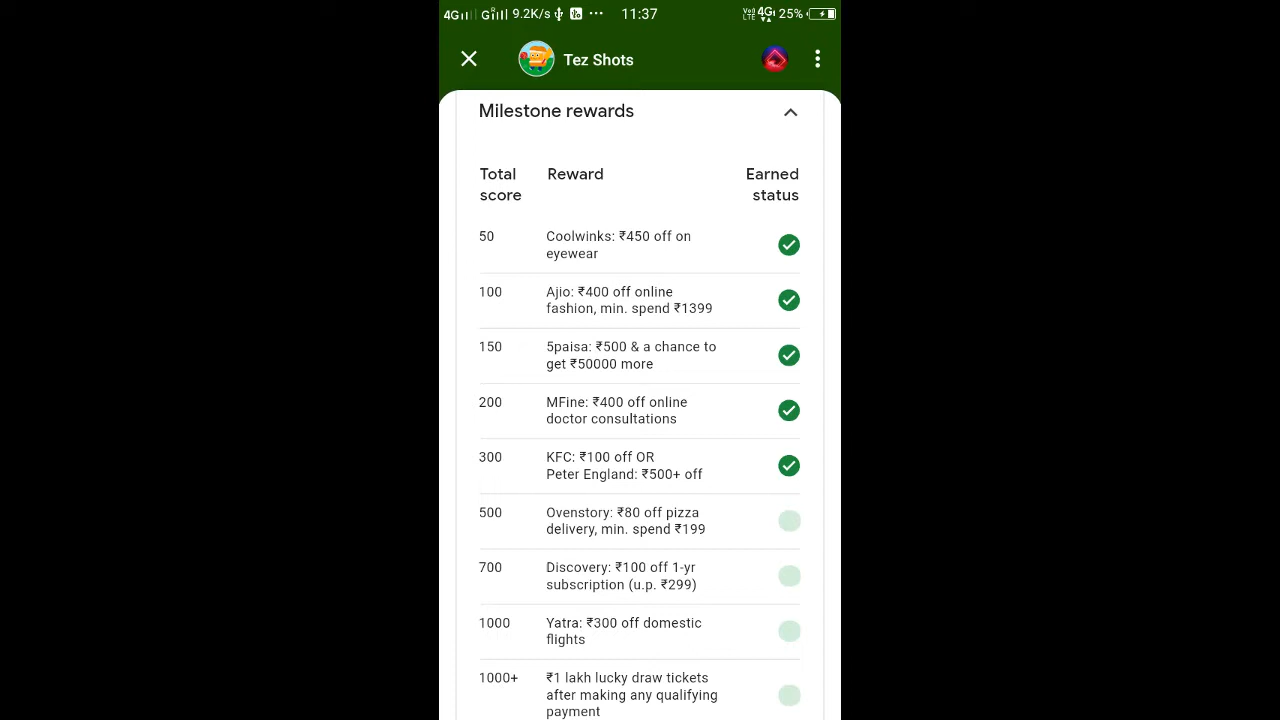 4G G R 9.2K/s 11:37 VoD LTE 4G 25%
Tez Shots
Milestone rewards
Total Reward Earned
score status
50 Coolwinks: ₹450 off on
eyewear
100 Ajio: ₹400 off online
fashion, min. spend ₹1399
150 5paisa: ₹500 & a chance to
get ₹50000 more
200 MFine: ₹400 off online
doctor consultations
300 KFC: ₹100 off OR
Peter England: ₹500+ off
500 Ovenstory: ₹80 off pizza
delivery, min. spend ₹199
700 Discovery: ₹100 off 1-yr
subscription (u.p. ₹299)
1000 Yatra: ₹300 off domestic
flights
1000+ ₹1 lakh lucky draw tickets
after making any qualifying
payment